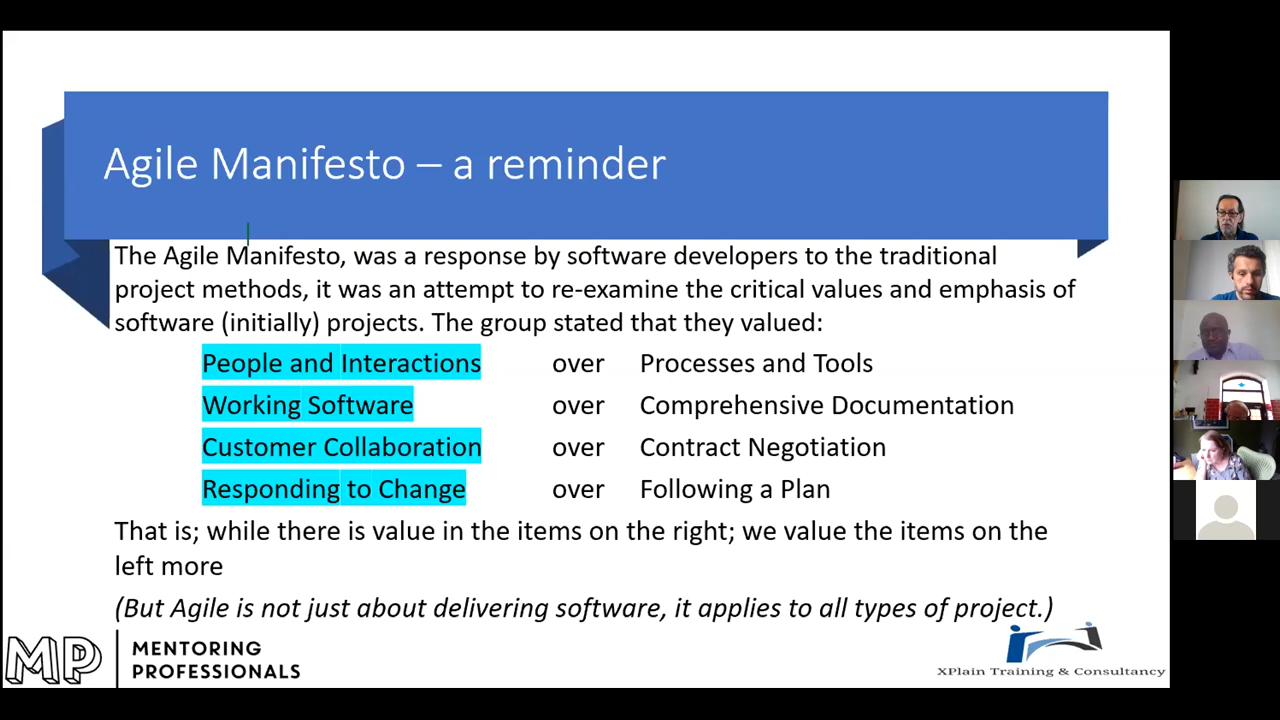 Agile Manifesto – a reminder
The Agile Manifesto, was a response by software developers to the traditional
project methods, it was an attempt to re-examine the critical values and emphasis of
software (initially) projects. The group stated that they valued:
People and Interactions over Processes and Tools
Working Software over Comprehensive Documentation
Customer Collaboration over Contract Negotiation
Responding to Change over Following a Plan
That is; while there is value in the items on the right; we value the items on the
left more
(But Agile is not just about delivering software, it applies to all types of project.)
MP
MENTORING
PROFESSIONALS
XPlain Training & Consultancy